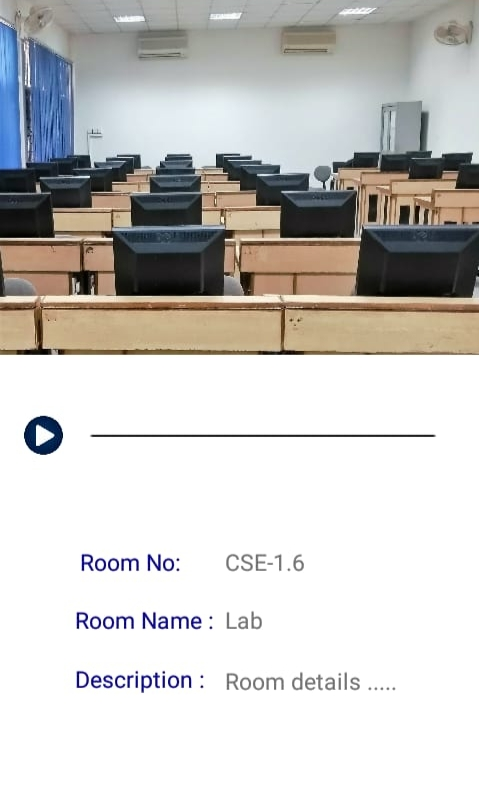 Room No: CSE-1.6
Room Name : Lab
Description : Room details .....